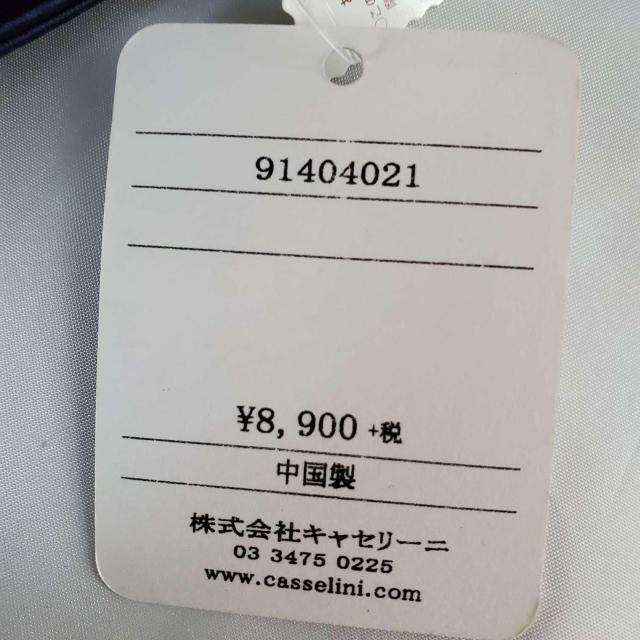 91404021
¥8,900 +税
中国製
株式会社キャセリーニ
03 3475 0225
www.casselini.com